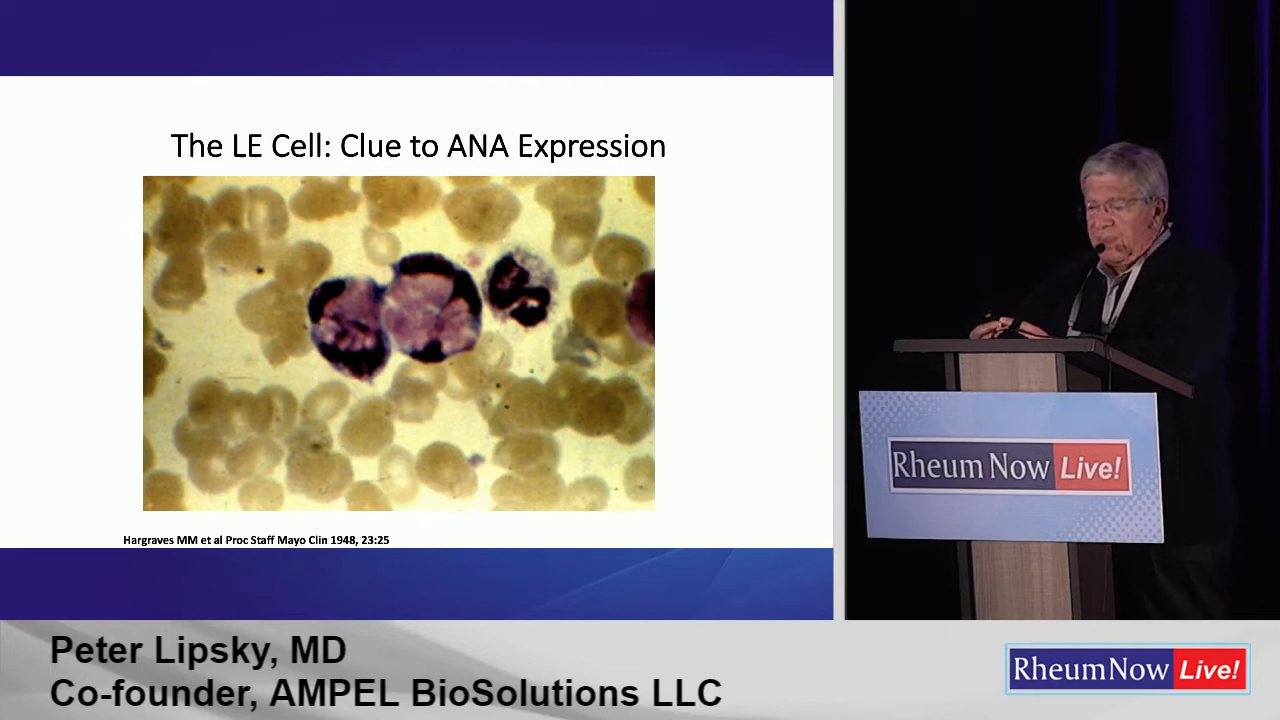 The LE Cell: Clue to ANA Expression
Hargraves MM et al Proc Staff Mayo Clin 1948, 23:25
Rheum Now Live!
Peter Lipsky, MD
Co-founder, AMPEL BioSolutions LLC
RheumNow Live!